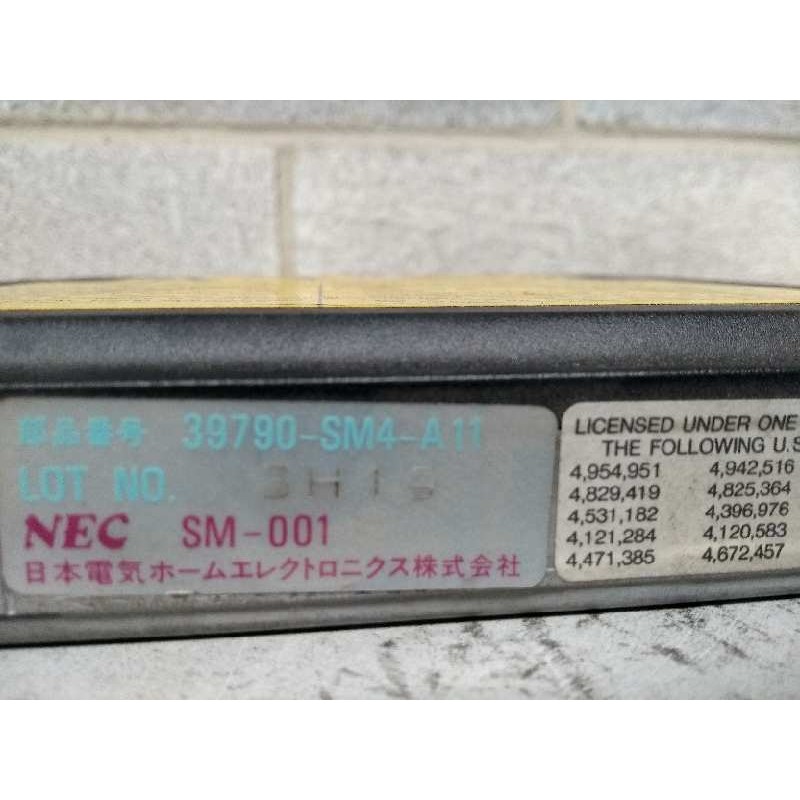 部品番号 39790-SM4-A11
LOT NO.
NEC SM-001
日本電気ホームエレクトロニクス株式会社
LICENSED UNDER ONE
THE FOLLOWING U.S
4,954,951 4,942,516
4,829,419 4,825,364
4,531,182 4,396,976
4,121,284 4,120,583
4,471,385 4,672,457